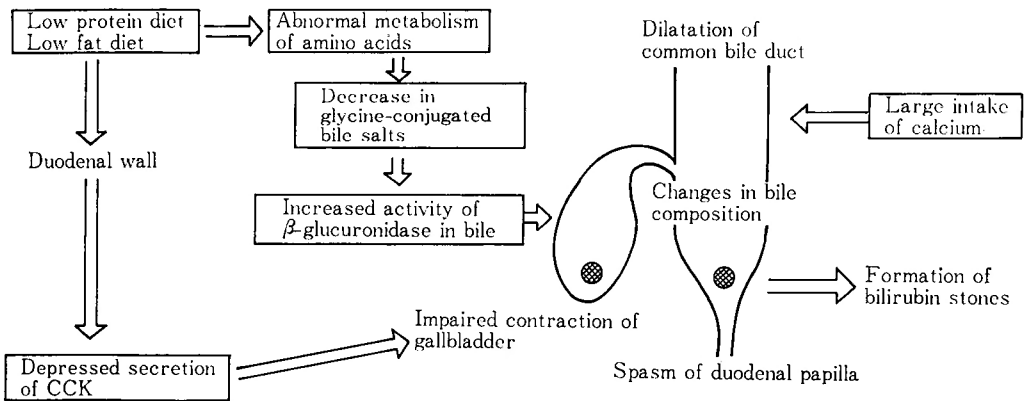 Low protein diet
Low fat diet
Abnormal metabolism
of amino acids
Dilatation of
common bile duct
Decrease in
glycine-conjugated
bile salts
Large intake
of calcium
Duodenal wall
Increased activity of
β-glucuronidase in bile
Changes in bile
composition
Formation of
bilirubin stones
Impaired contraction of
gallbladder
Depressed secretion
of CCK
Spasm of duodenal papilla